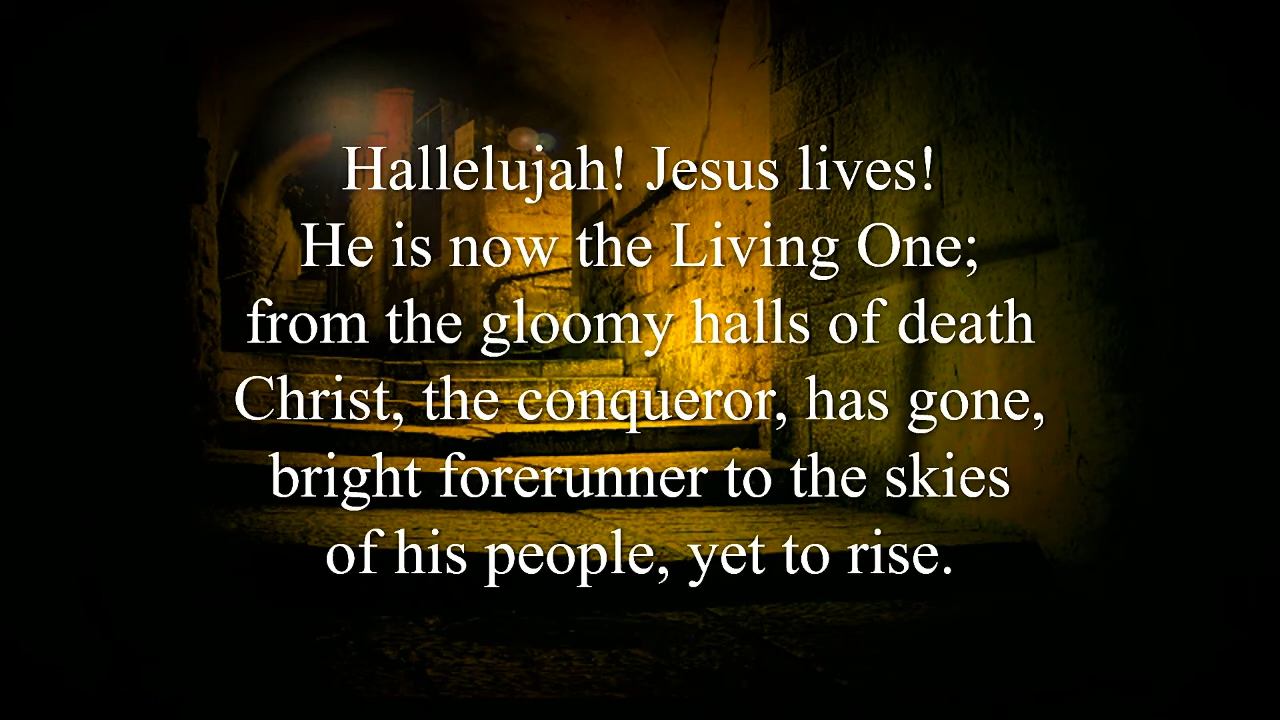 Hallelujah! Jesus lives!
He is now the Living One;
from the gloomy halls of death
Christ, the conqueror, has gone,
bright forerunner to the skies
of his people, yet to rise.